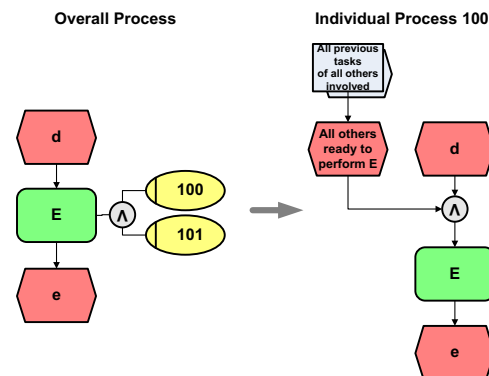 Overall Process
Individual Process 100
All previous
tasks
of all others
involved
d
All others
ready to
perform E
d
E
Λ
100
101
Λ
e
E
e